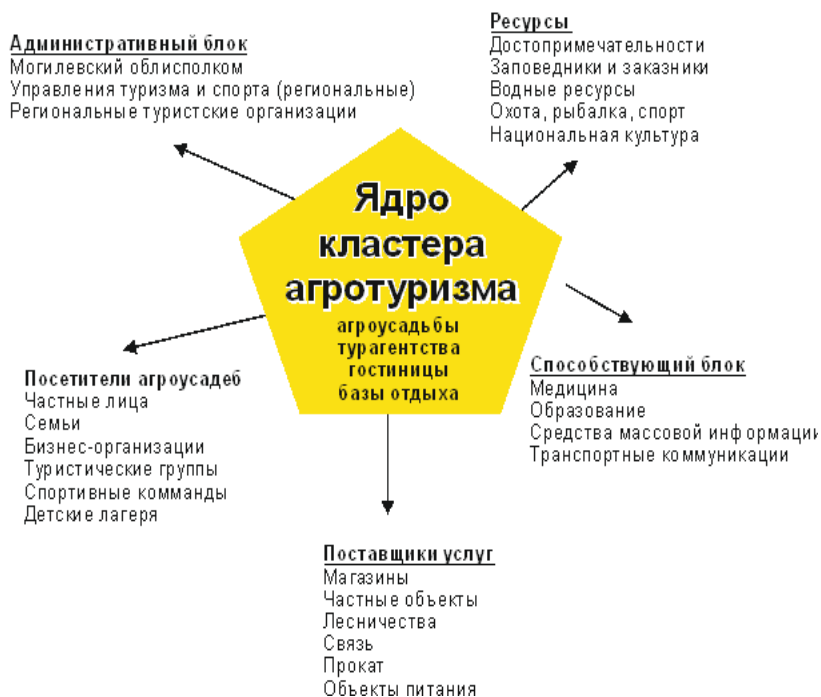 Административный блок
Могилевский облисполком
Управления туризма и спорта (региональные)
Региональные туристские организации
Ресурсы
Достопримечательности
Заповедники и заказники
Водные ресурсы
Охота, рыбалка, спорт
Национальная культура
Ядро
кластера
агротуризма
агроусадьбы
турагентства
гостиницы
базы отдыха
Посетители агроусадеб
Частные лица
Семьи
Бизнес-организации
Туристические группы
Спортивные комманды
Детские лагеря
Способствующий блок
Медицина
Образование
Средства массовой информации
Транспортные коммуникации
Поставщики услуг
Магазины
Частные объекты
Лесничества
Связь
Прокат
Объекты питания